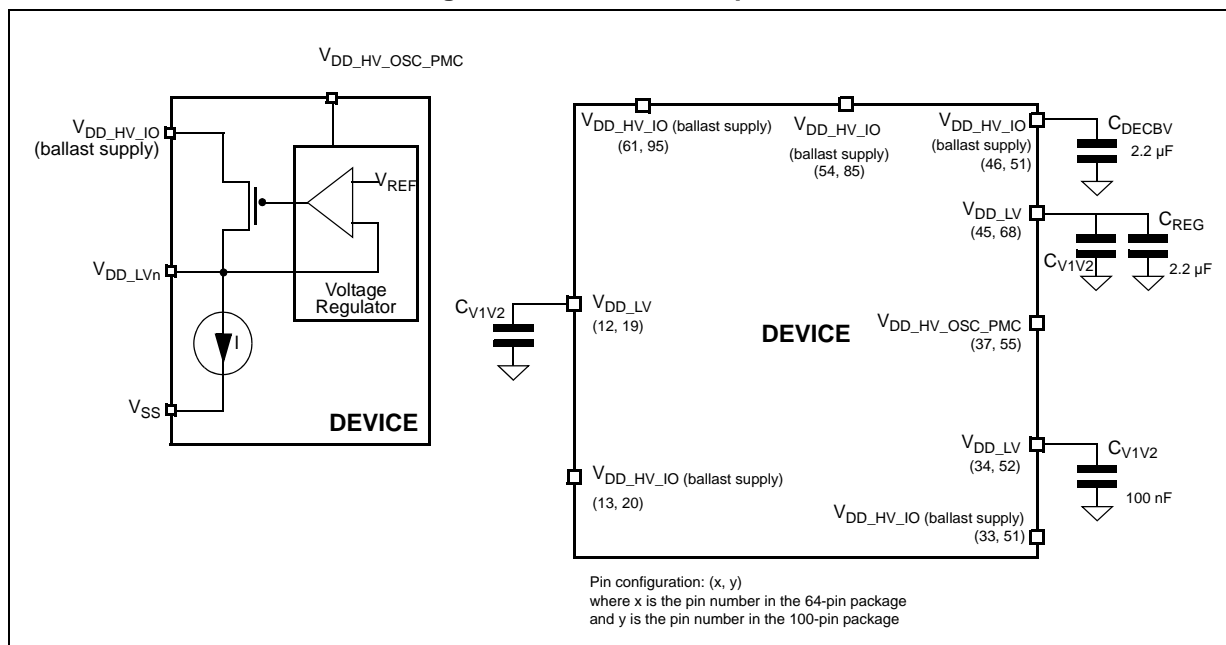 VDD_HV_OSC_PMC
VDD_HV_IO
(ballast supply)
VREF
VDD_LVn
Voltage
Regulator
I
VSS
DEVICE
VDD_HV_IO (ballast supply)
(61, 95)
VDD_HV_IO
(ballast supply)
(54, 85)
VDD_HV_IO
(ballast supply)
(46, 51)
CDECBV
2.2 µF
VDD_LV
(45, 68)
CREG
CV1V2
2.2 µF
CV1V2
VDD_LV
(12, 19)
DEVICE
VDD_HV_OSC_PMC
(37, 55)
VDD_LV
(34, 52)
CV1V2
100 nF
VDD_HV_IO (ballast supply)
(13, 20)
VDD_HV_IO (ballast supply)
(33, 51)
Pin configuration: (x, y)
where x is the pin number in the 64-pin package
and y is the pin number in the 100-pin package